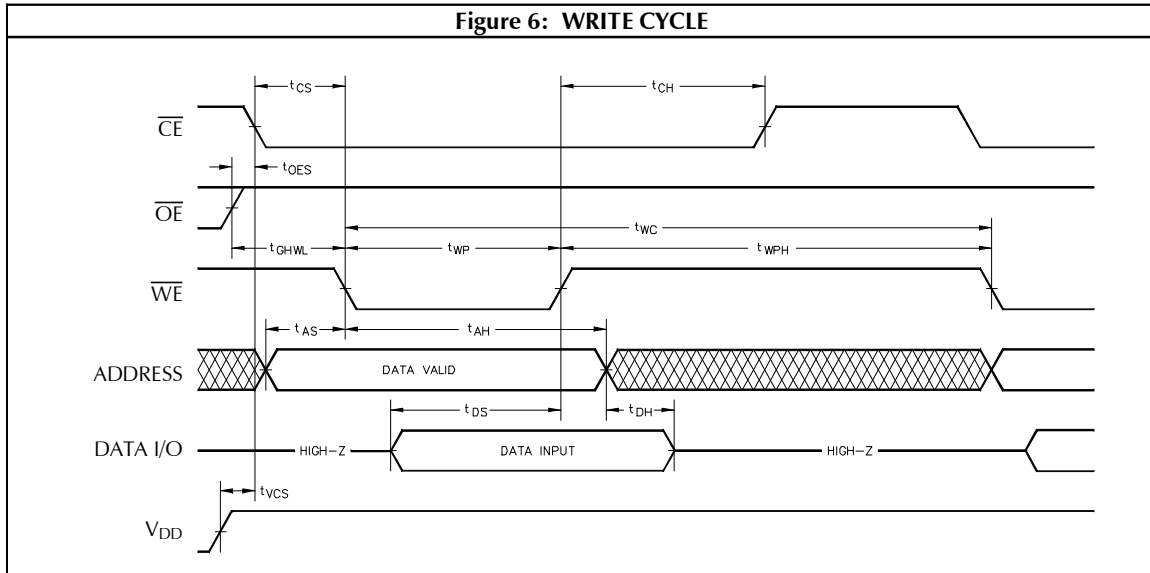 Figure 6: WRITE CYCLE
tCS
tCH
CE
tOES
OE
tWC
tGHWL
tWP
tWPH
WE
tAS
tAH
ADDRESS
DATA VALID
tDS
tDH
DATA I/O
HIGH-Z
DATA INPUT
HIGH-Z
tVCS
VDD